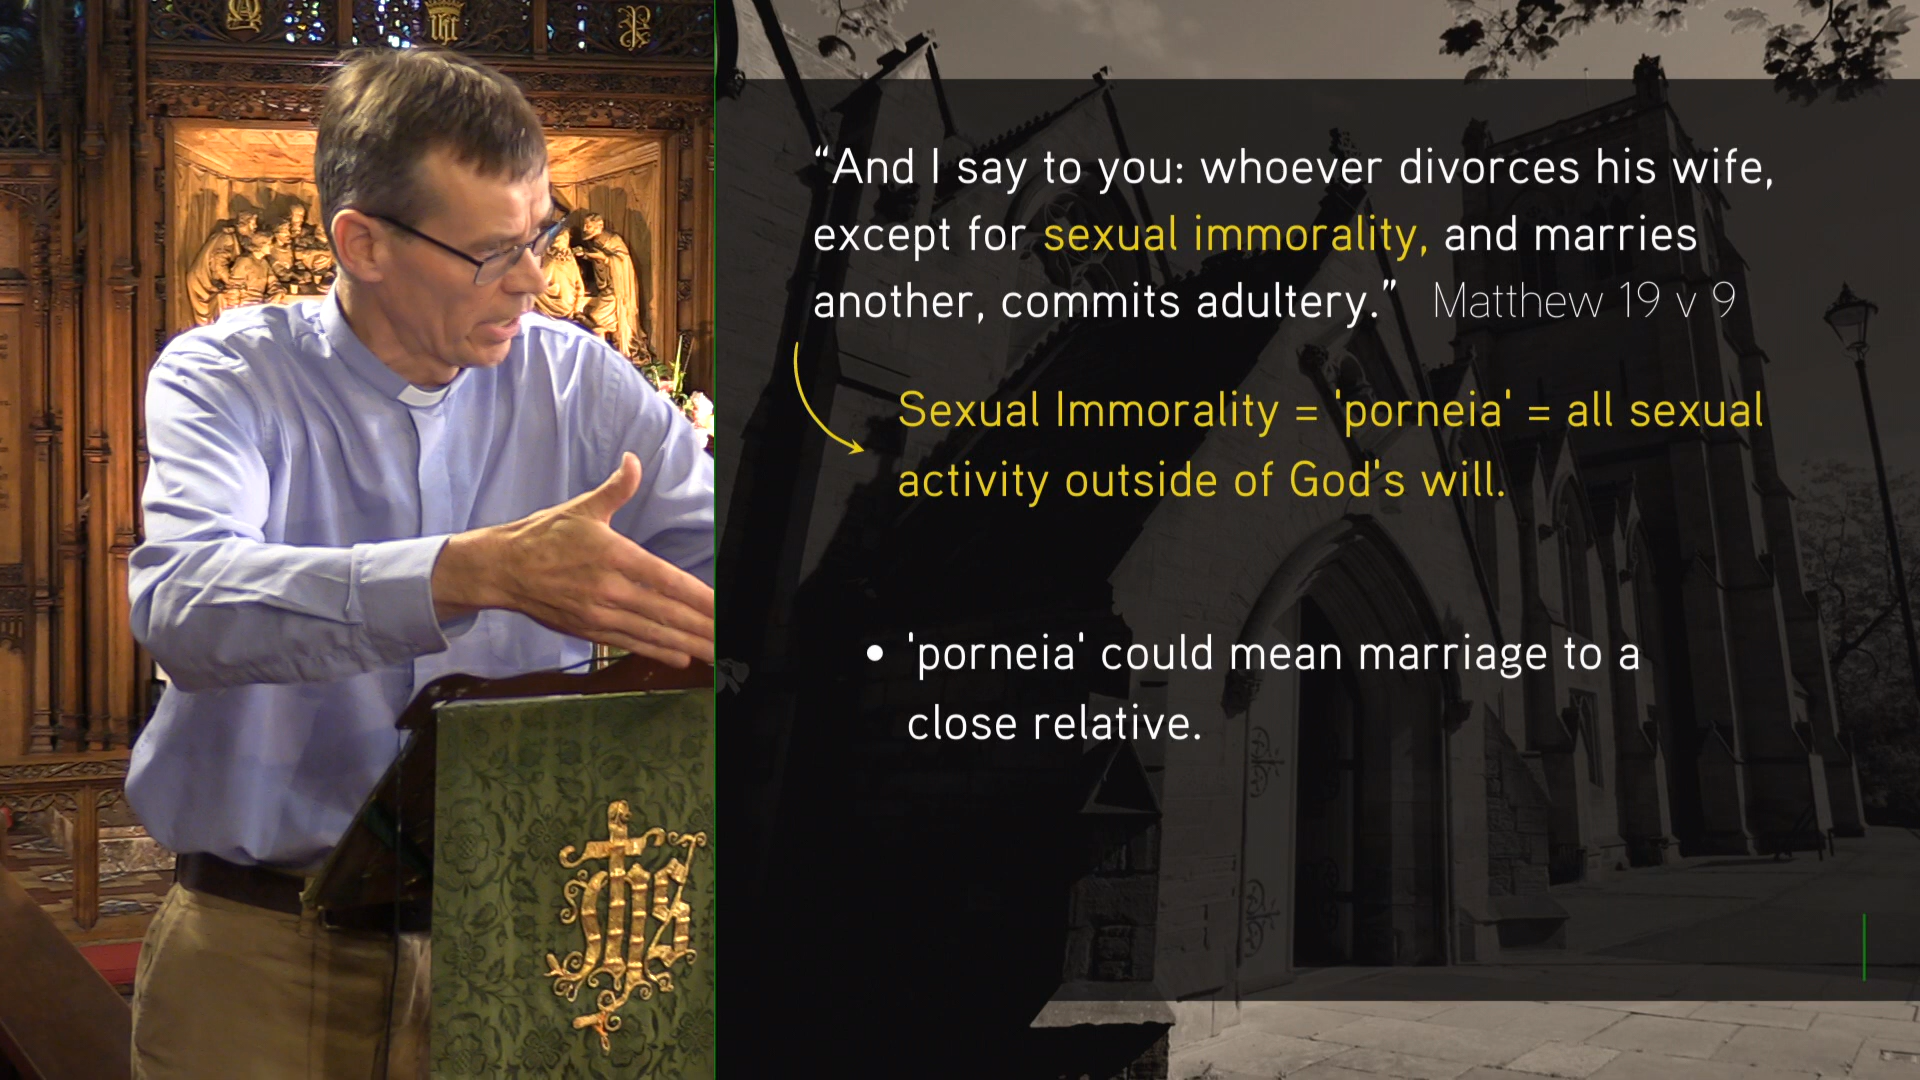 “And I say to you: whoever divorces his wife,
except for sexual immorality, and marries
another, commits adultery.” Matthew 19 v 9
Sexual Immorality = 'porneia' = all sexual
activity outside of God's will.
• 'porneia' could mean marriage to a
close relative.